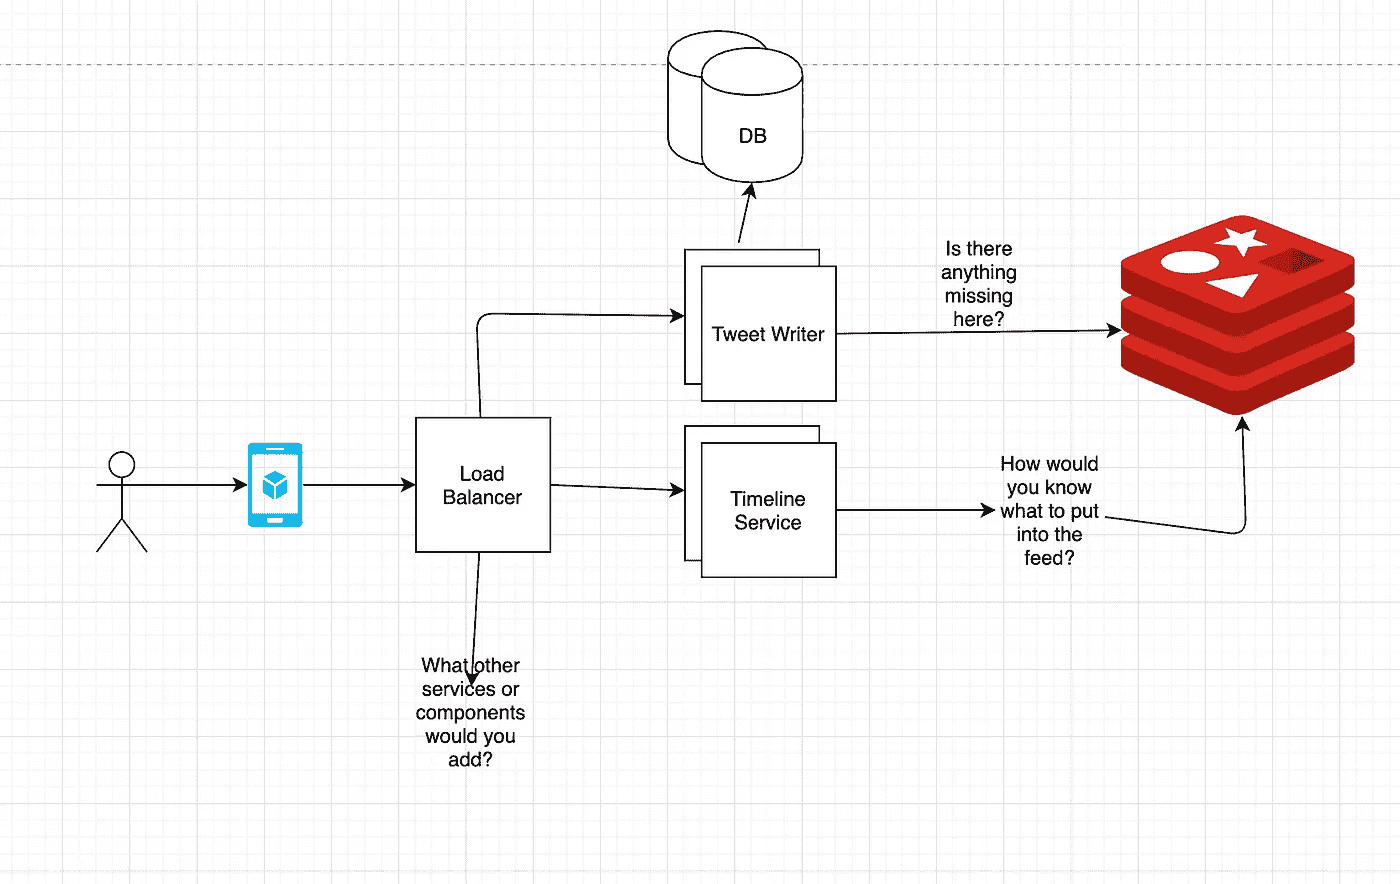 DB
Is there
anything
missing
here?
Tweet Writer
Load
Balancer
Timeline
Service
How would
you know
what to put
into the
feed?
What other
services or
components
would you
add?